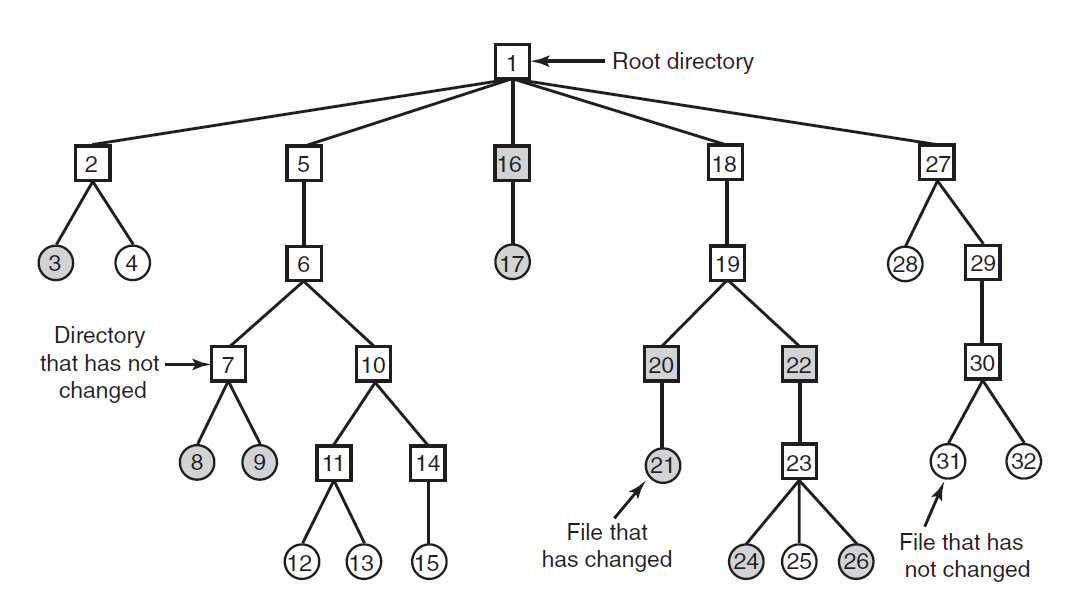 1 Root directory
2 5 16 18 27
3 4 6 17 19 28 29
Directory
that has not
changed
7 10 20 22 30
8 9 11 14 21 23 31 32
File that
has changed
File that has
not changed
12 13 15 24 25 26